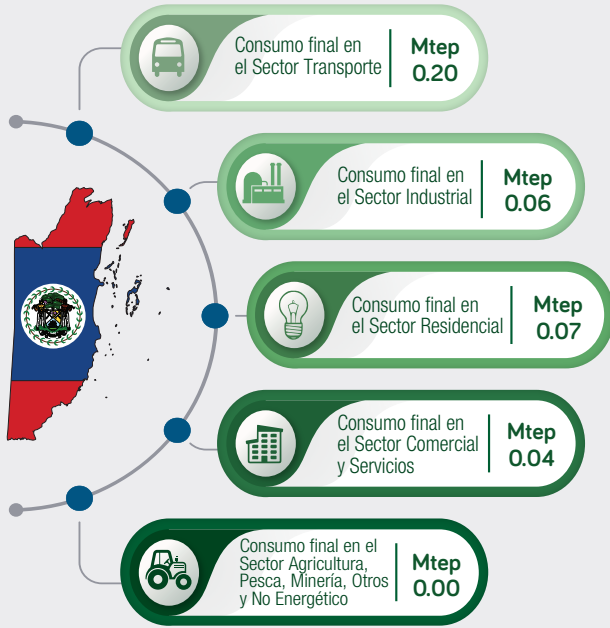 Consumo final en
el Sector Transporte
Mtep
0.20
Consumo final en
el Sector Industrial
Mtep
0.06
Consumo final en
el Sector Residencial
Mtep
0.07
Consumo final en
el Sector Comercial
y Servicios
Mtep
0.04
Consumo final en el
Sector Agricultura,
Pesca, Minería, Otros
y No Energético
Mtep
0.00